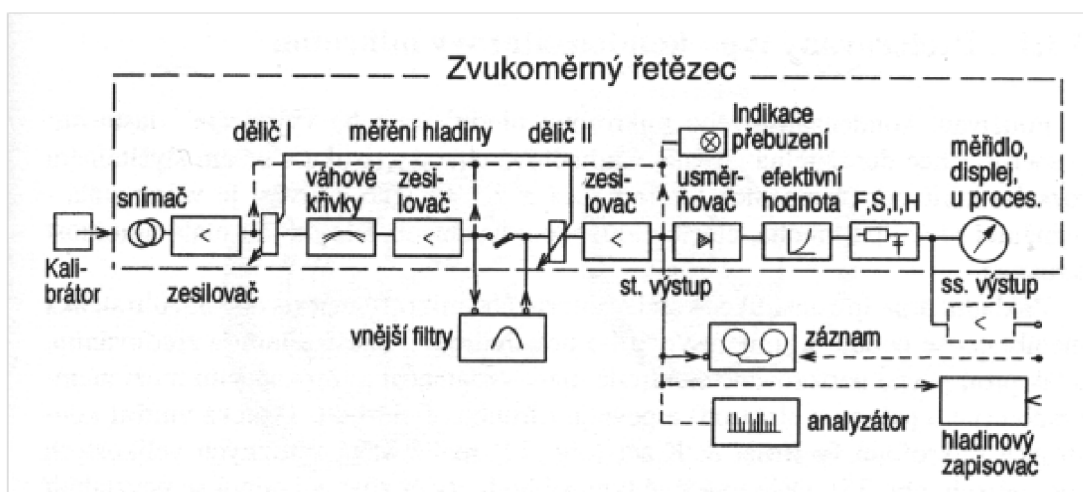 Zvukoměrný řetězec
Indikace
přebuzení
dělič I
měření hladiny
dělič II
měřidlo,
displej,
u proces.
snímač
váhové
křivky
zesi-
lovač
zesi-
lovač
usměr-
ňovač
efektivní
hodnota
F,S,I,H
<
<
<
Kali-
brátor
zesilovač
st. výstup
ss. výstup
vnější filtry
záznam
<
analyzátor
hladinový
zapisovač